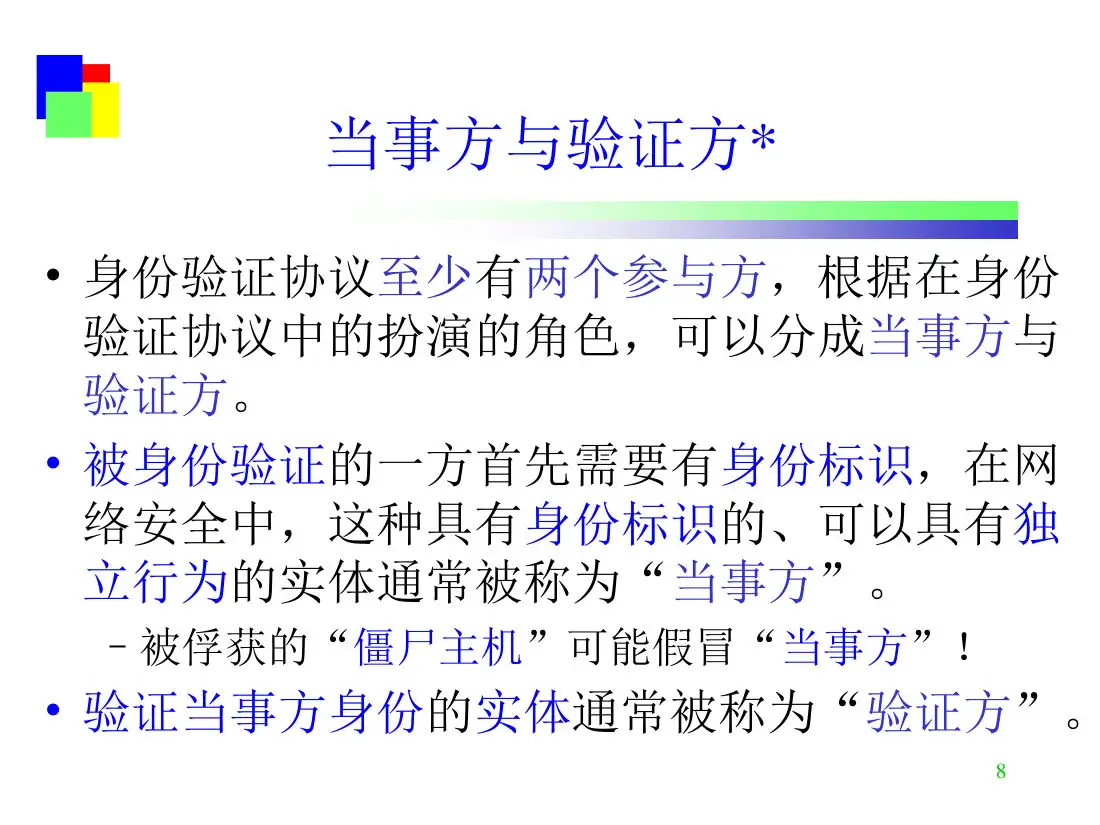 当事方与验证方*
• 身份验证协议至少有两个参与方，根据在身份
验证协议中的扮演的角色，可以分成当事方与
验证方。
• 被身份验证的一方首先需要有身份标识，在网
络安全中，这种具有身份标识的、可以具有独
立行为的实体通常被称为“当事方”。
– 被俘获的“僵尸主机”可能假冒“当事方”！
• 验证当事方身份的实体通常被称为“验证方”。
8